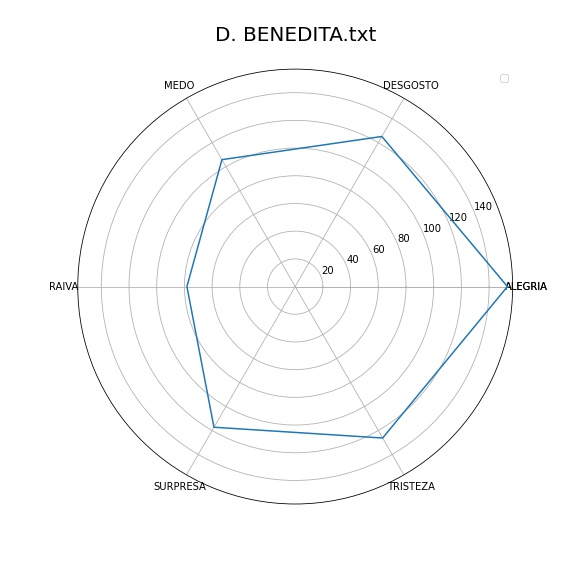 D. BENEDITA.txt
MEDO
DESGOSTO
140
120
100
80
60
40
20
RAIVA
ALEGRIA
SURPRESA
TRISTEZA